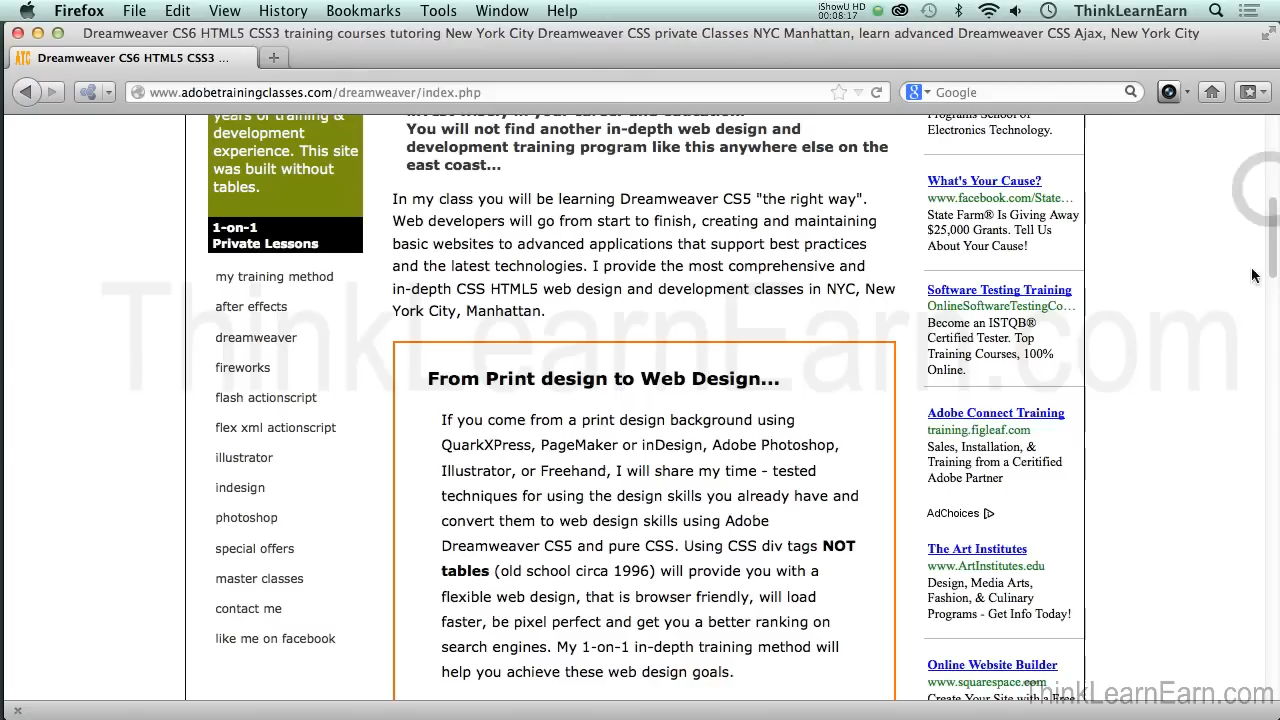 Firefox File Edit View History Bookmarks Tools Window Help iShowU HD 00:08:17 ThinkLearnEarn
Dreamweaver CS6 HTML5 CSS3 training courses tutoring New York City Dreamweaver CSS private Classes NYC Manhattan, learn advanced Dreamweaver CSS Ajax, New York City
ATC Dreamweaver CS6 HTML5 CSS3 ...
www.adobetrainingclasses.com/dreamweaver/index.php
Google
years of training &
development
experience. This site
was built without
tables.
1-on-1
Private Lessons
my training method
after effects
dreamweaver
fireworks
flash actionscript
flex xml actionscript
illustrator
indesign
photoshop
special offers
master classes
contact me
like me on facebook
You will not find another in-depth web design and
development training program like this anywhere else on the
east coast...
In my class you will be learning Dreamweaver CS5 "the right way".
Web developers will go from start to finish, creating and maintaining
basic websites to advanced applications that support best practices
and the latest technologies. I provide the most comprehensive and
in-depth CSS HTML5 web design and development classes in NYC, New
York City, Manhattan.
From Print design to Web Design...
If you come from a print design background using
QuarkXPress, PageMaker or inDesign, Adobe Photoshop,
Illustrator, or Freehand, I will share my time - tested
techniques for using the design skills you already have and
convert them to web design skills using Adobe
Dreamweaver CS5 and pure CSS. Using CSS div tags NOT
tables (old school circa 1996) will provide you with a
flexible web design, that is browser friendly, will load
faster, be pixel perfect and get you a better ranking on
search engines. My 1-on-1 in-depth training method will
help you achieve these web design goals.
Programs School of
Electronics Technology.
What's Your Cause?
www.facebook.com/State...
State Farm® Is Giving Away
$25,000 Grants. Tell Us
About Your Cause!
Software Testing Training
OnlineSoftwareTestingCo...
Become an ISTQB®
Certified Tester. Top
Training Courses, 100%
Online.
Adobe Connect Training
training.figleaf.com
Sales, Installation, &
Training from a Ceritified
Adobe Partner
AdChoices
The Art Institutes
www.ArtInstitutes.edu
Design, Media Arts,
Fashion, & Culinary
Programs - Get Info Today!
Online Website Builder
www.squarespace.com
Create Your Site with a Free
ThinkLearnEarn.com
ThinkLearnEarn.com